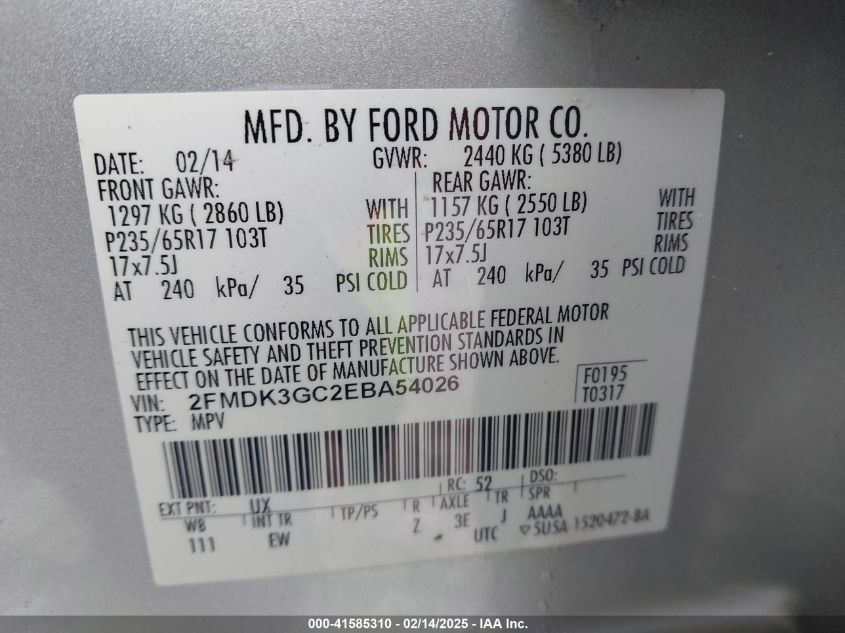 MFD. BY FORD MOTOR CO.
DATE: 02/14 GVWR: 2440 KG ( 5380 LB)
FRONT GAWR: REAR GAWR:
1297 KG ( 2860 LB) WITH 1157 KG ( 2550 LB) WITH
P235/65R17 103T TIRES P235/65R17 103T TIRES
17x7.5J RIMS 17x7.5J RIMS
AT 240 kPa/ 35 PSI COLD AT 240 kPa/ 35 PSI COLD
THIS VEHICLE CONFORMS TO ALL APPLICABLE FEDERAL MOTOR
VEHICLE SAFETY AND THEFT PREVENTION STANDARDS IN
EFFECT ON THE DATE OF MANUFACTURE SHOWN ABOVE.
VIN: 2FMDK3GC2EBA54026 F0195
TYPE: MPV T0317
EXT PNT: UX RC: 52 DSO:
WB INT TR TP/PS R AXLE TR SPR
111 EW Z 3E J AAAA
UTC ▽5U5A 1520472-BA
000-41585310 - 02/14/2025 - IAA Inc.